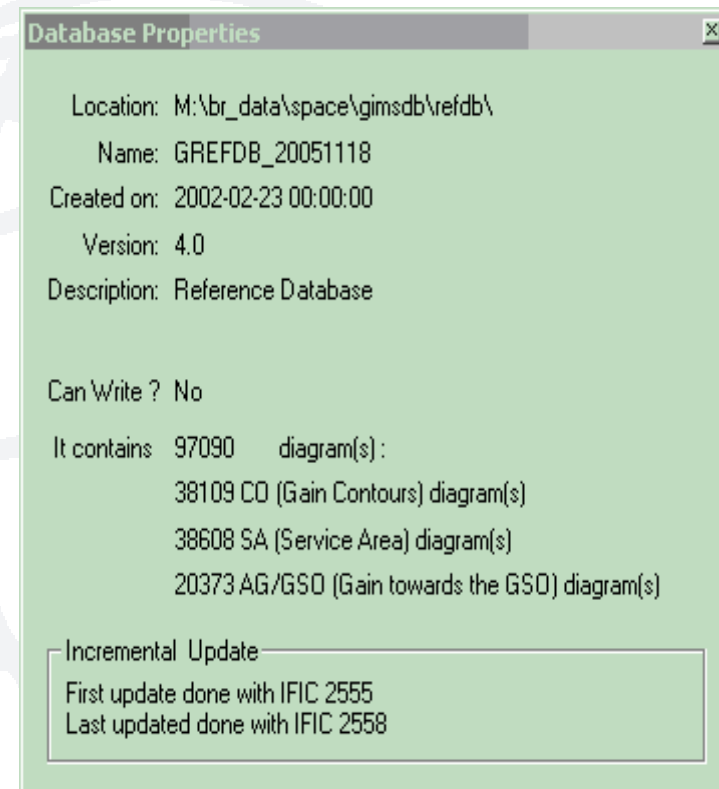 Database Properties
Location: M:\br_data\space\gimsdb\refdb\
Name: GREFDB_20051118
Created on: 2002-02-23 00:00:00
Version: 4.0
Description: Reference Database
Can Write ? No
It contains 97090 diagram(s) :
38109 CO (Gain Contours) diagram(s)
38608 SA (Service Area) diagram(s)
20373 AG/GSO (Gain towards the GSO) diagram(s)
Incremental Update
First update done with IFIC 2555
Last updated done with IFIC 2558